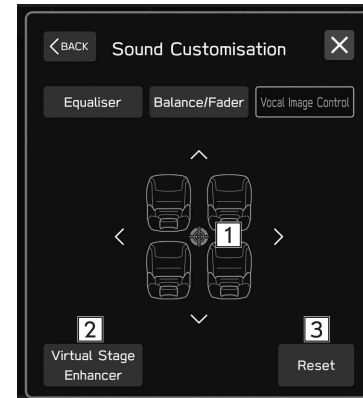 BACK Sound Customisation
Equaliser Balance/Fader Vocal Image Control
1
2 3
Virtual Stage
Enhancer
Reset